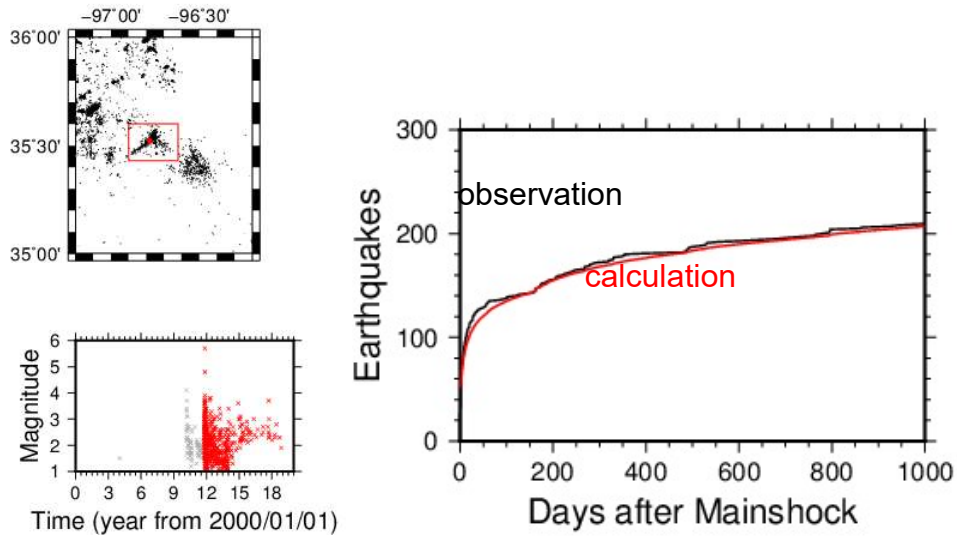 −97˚00' −96˚30'
36˚00'
35˚30'
35˚00'
6
5
4
3
2
1
Magnitude
0 3 6 9 12 15 18
Time (year from 2000/01/01)
300
200
100
0
Earthquakes
observation
calculation
0 200 400 600 800 1000
Days after Mainshock